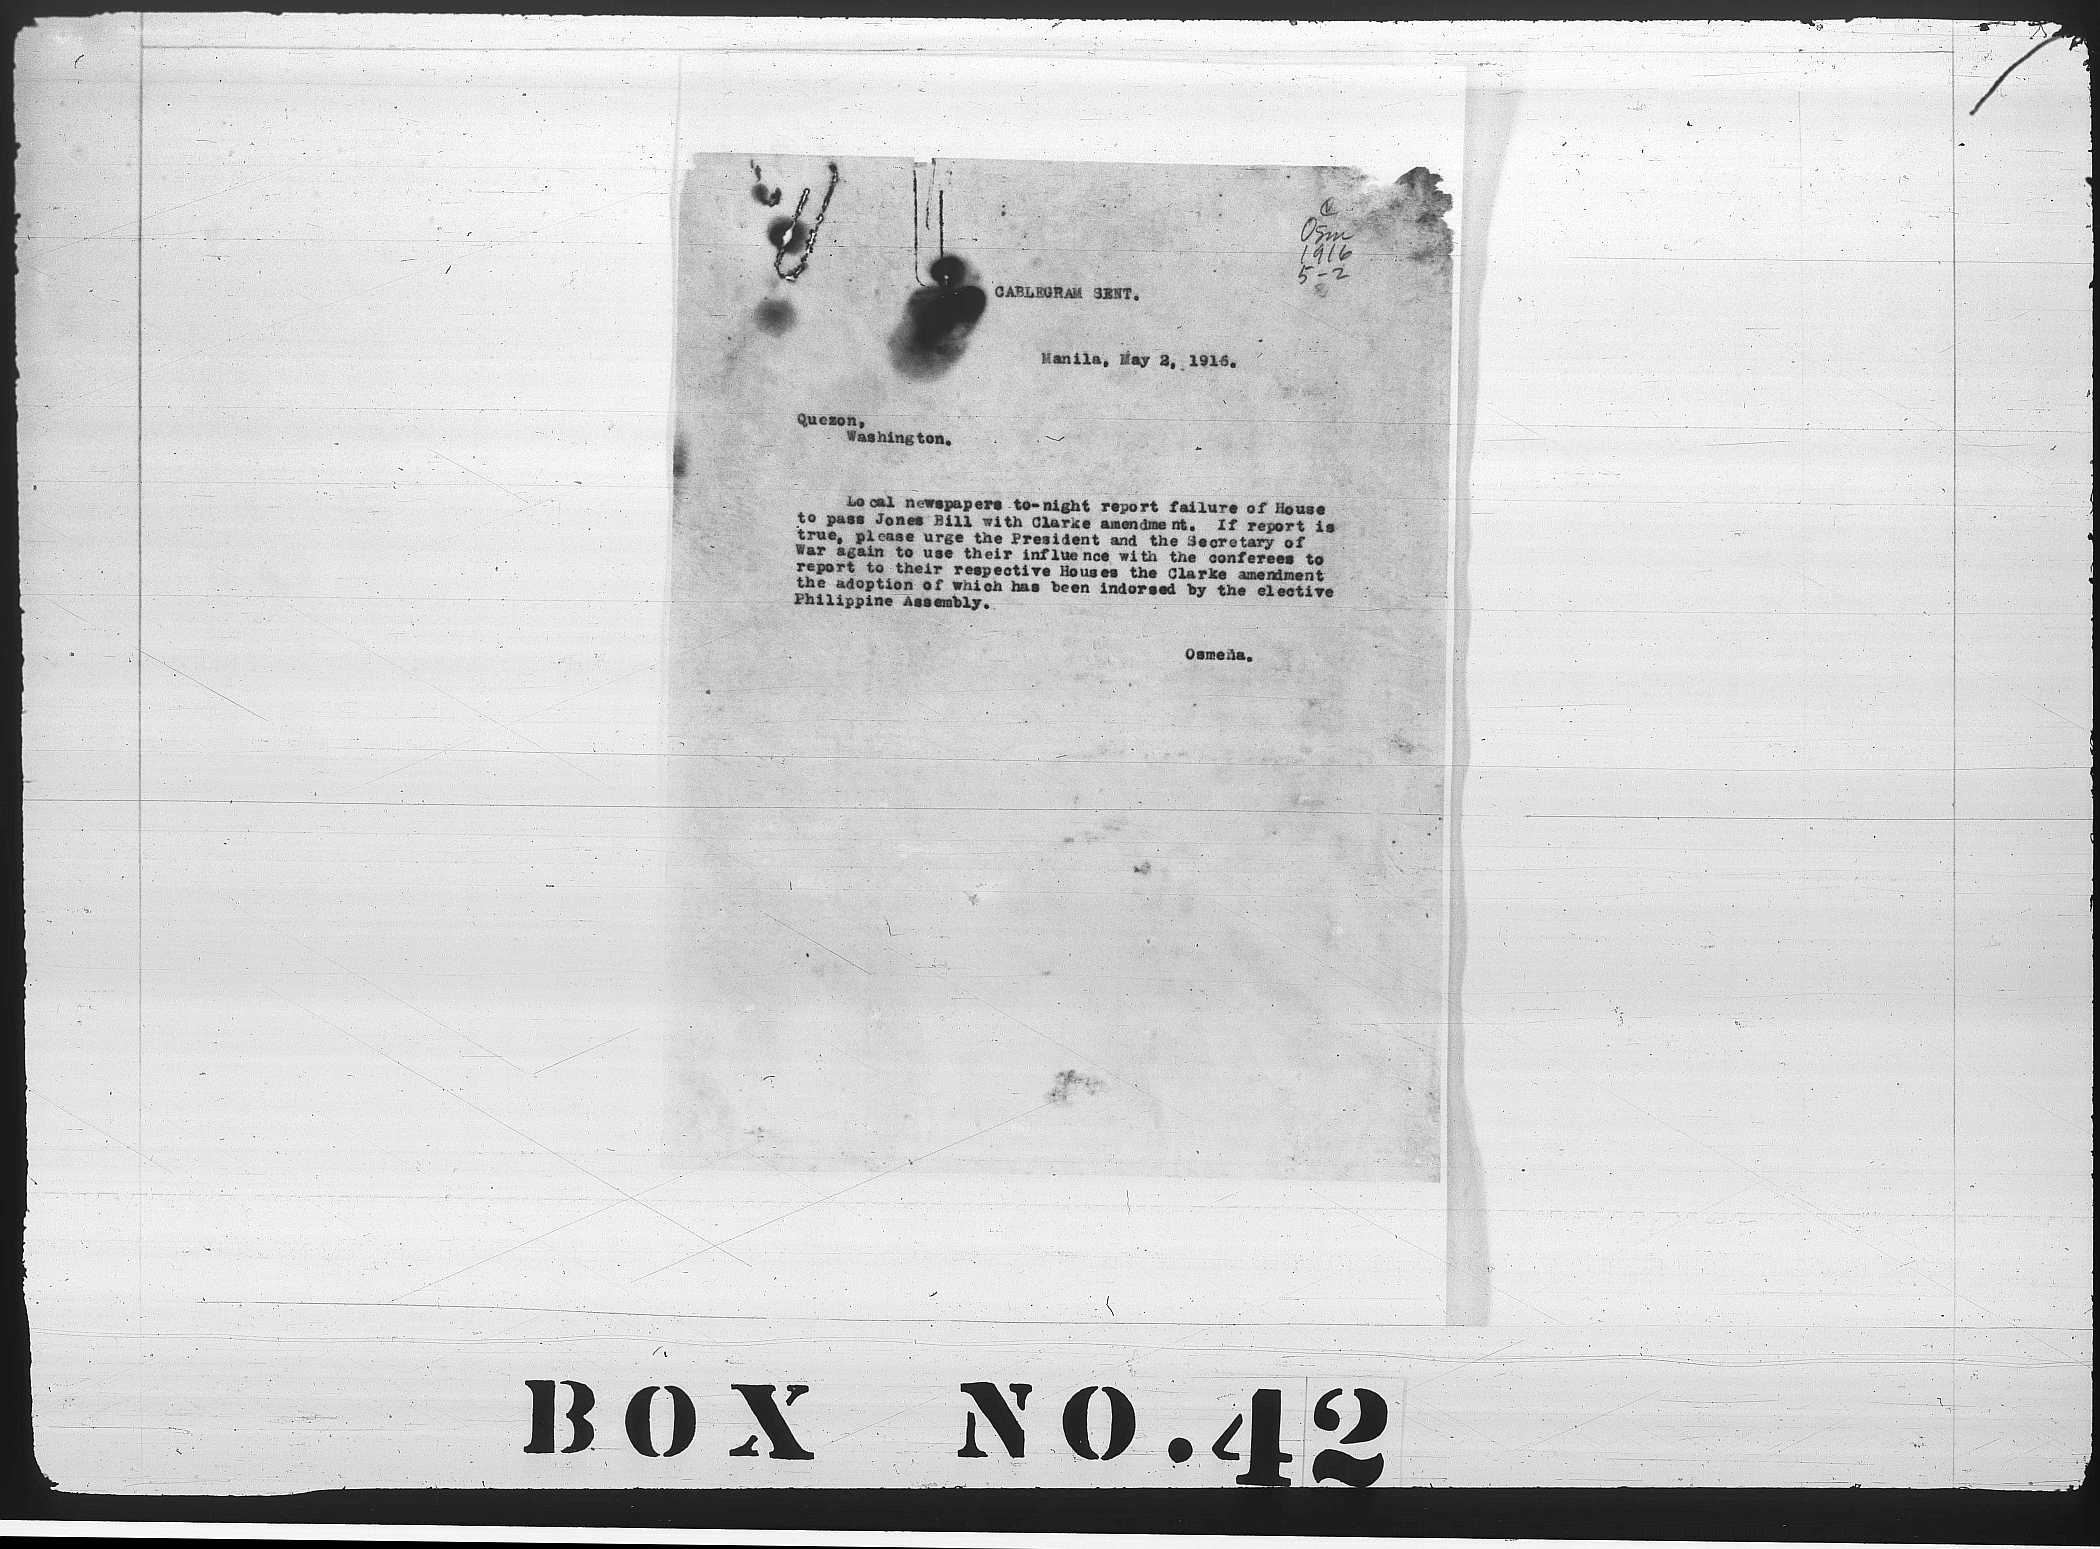 Osm
1916
5-2
CABLEGRAM SENT.
Manila, May 2, 1916.
Quezon,
Washington.
Local newspapers to-night report failure of House
to pass Jones Bill with Clarke amendment. If report is
true, please urge the President and the Secretary of
War again to use their influence with the conferees to
report to their respective Houses the Clarke amendment
the adoption of which has been indorsed by the elective
Philippine Assembly.
Osmeña.
BOX NO.42